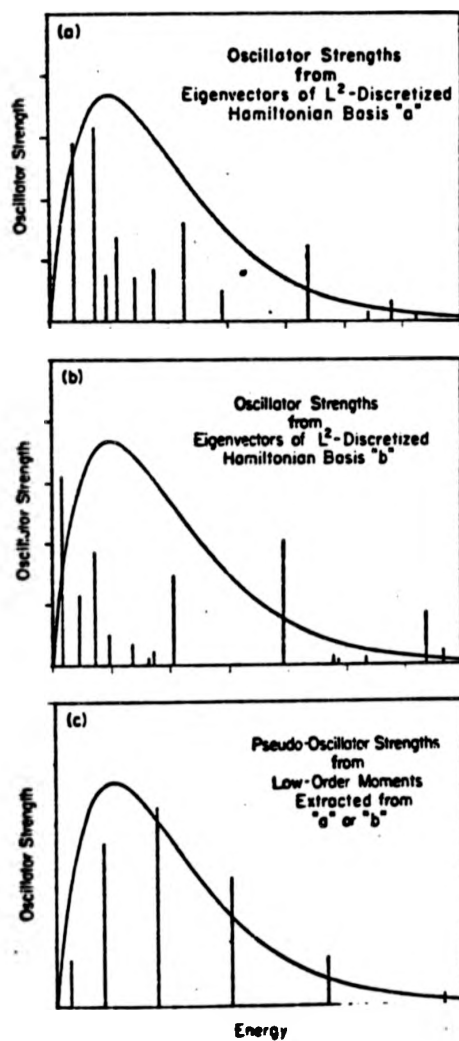 (a)
Oscillator Strengths
from
Eigenvectors of L²-Discretized
Hamiltonian Basis "a"
Oscillator Strength
(b)
Oscillator Strengths
from
Eigenvectors of L²-Discretized
Hamiltonian Basis "b"
Oscillator Strength
(c)
Pseudo-Oscillator Strengths
from
Low-Order Moments
Extracted from
"a" or "b"
Oscillator Strength
Energy